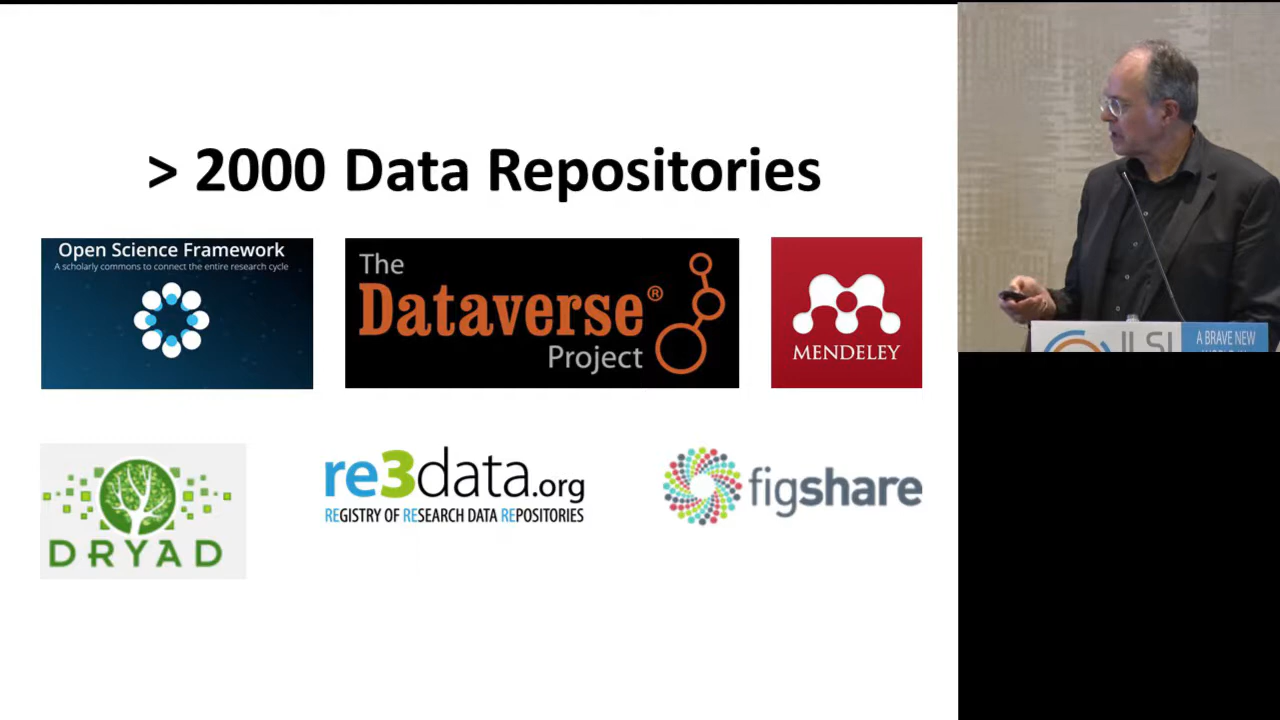 > 2000 Data Repositories
Open Science Framework
A scholarly commons to connect the entire research cycle
The
Dataverse®
Project
MENDELEY
DRYAD
re3data.org
REGISTRY OF RESEARCH DATA REPOSITORIES
figshare
ILSI
A BRAVE NEW